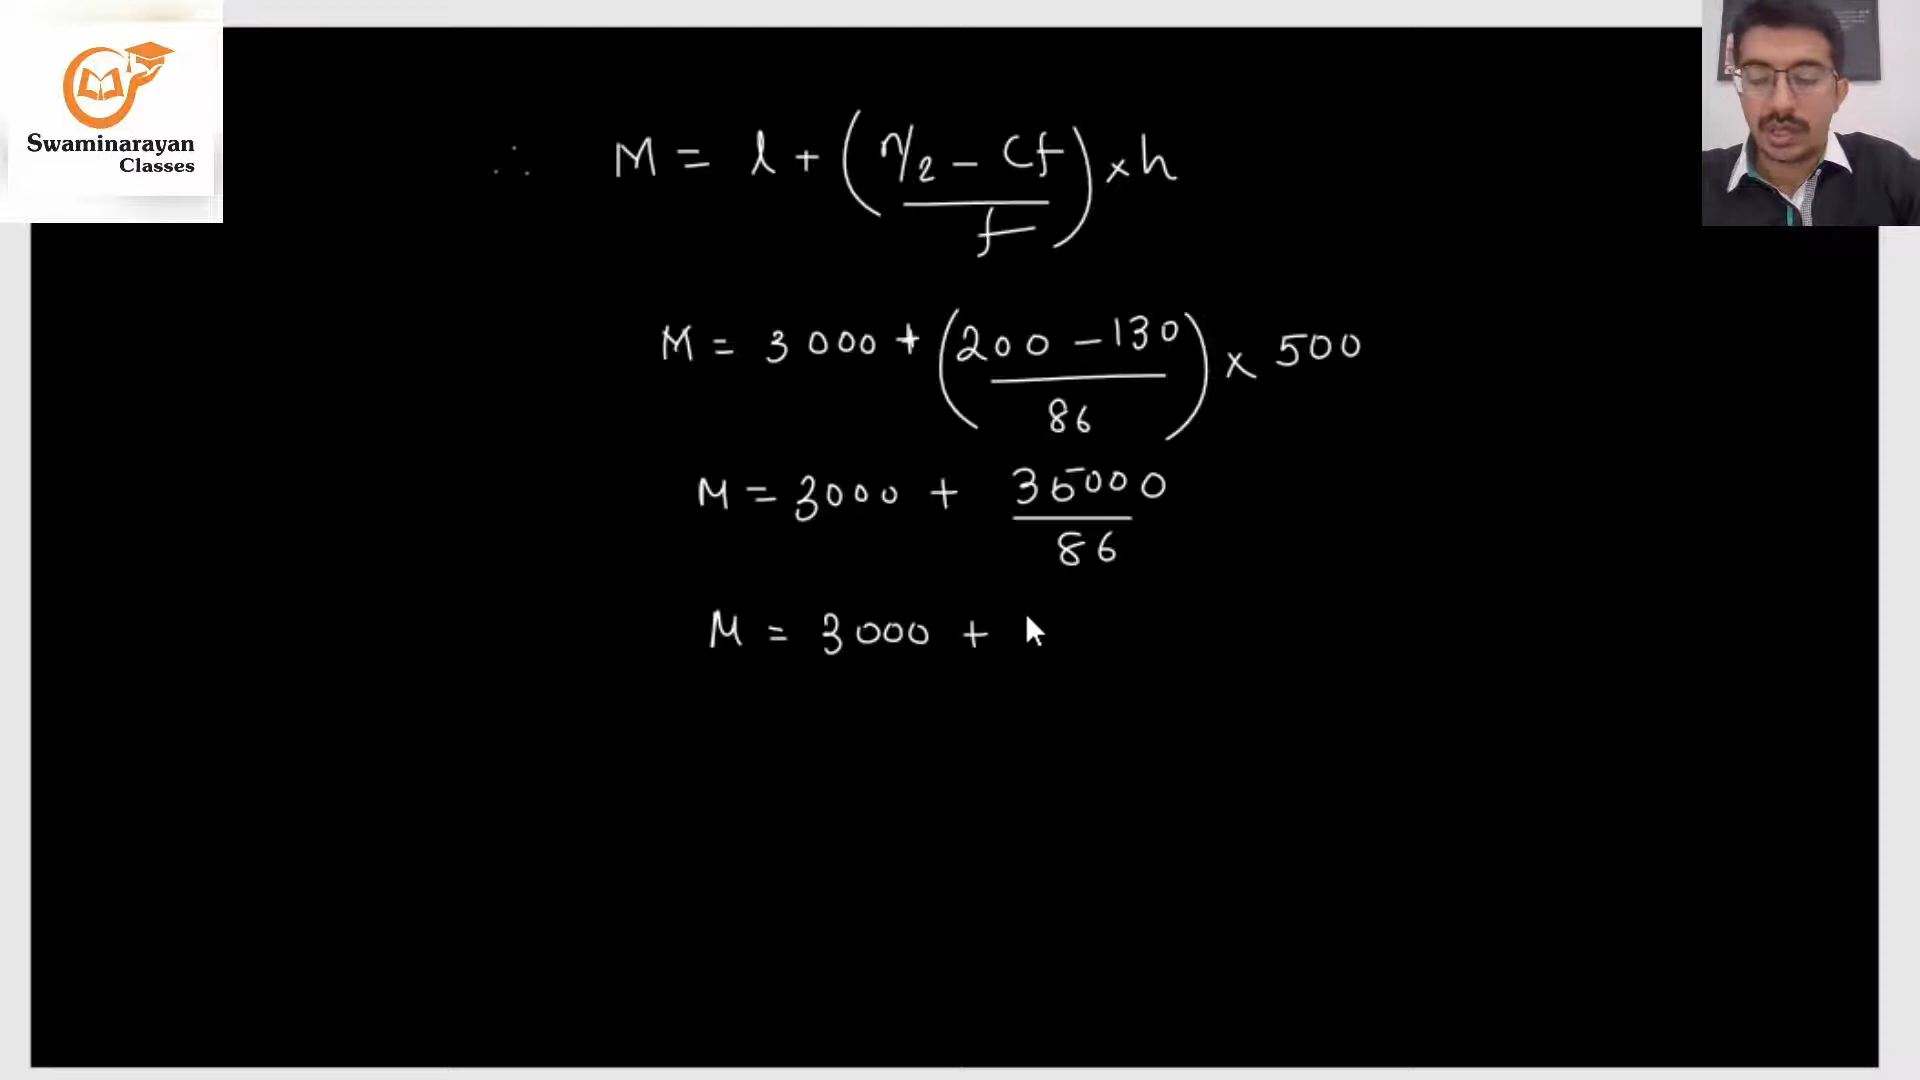 Swaminarayan
Classes
∴ M = l + ( n/2 - Cf / f ) × h
M = 3000 + ( 200 - 130 / 86 ) × 500
M = 3000 + 35000 / 86
M = 3000 +